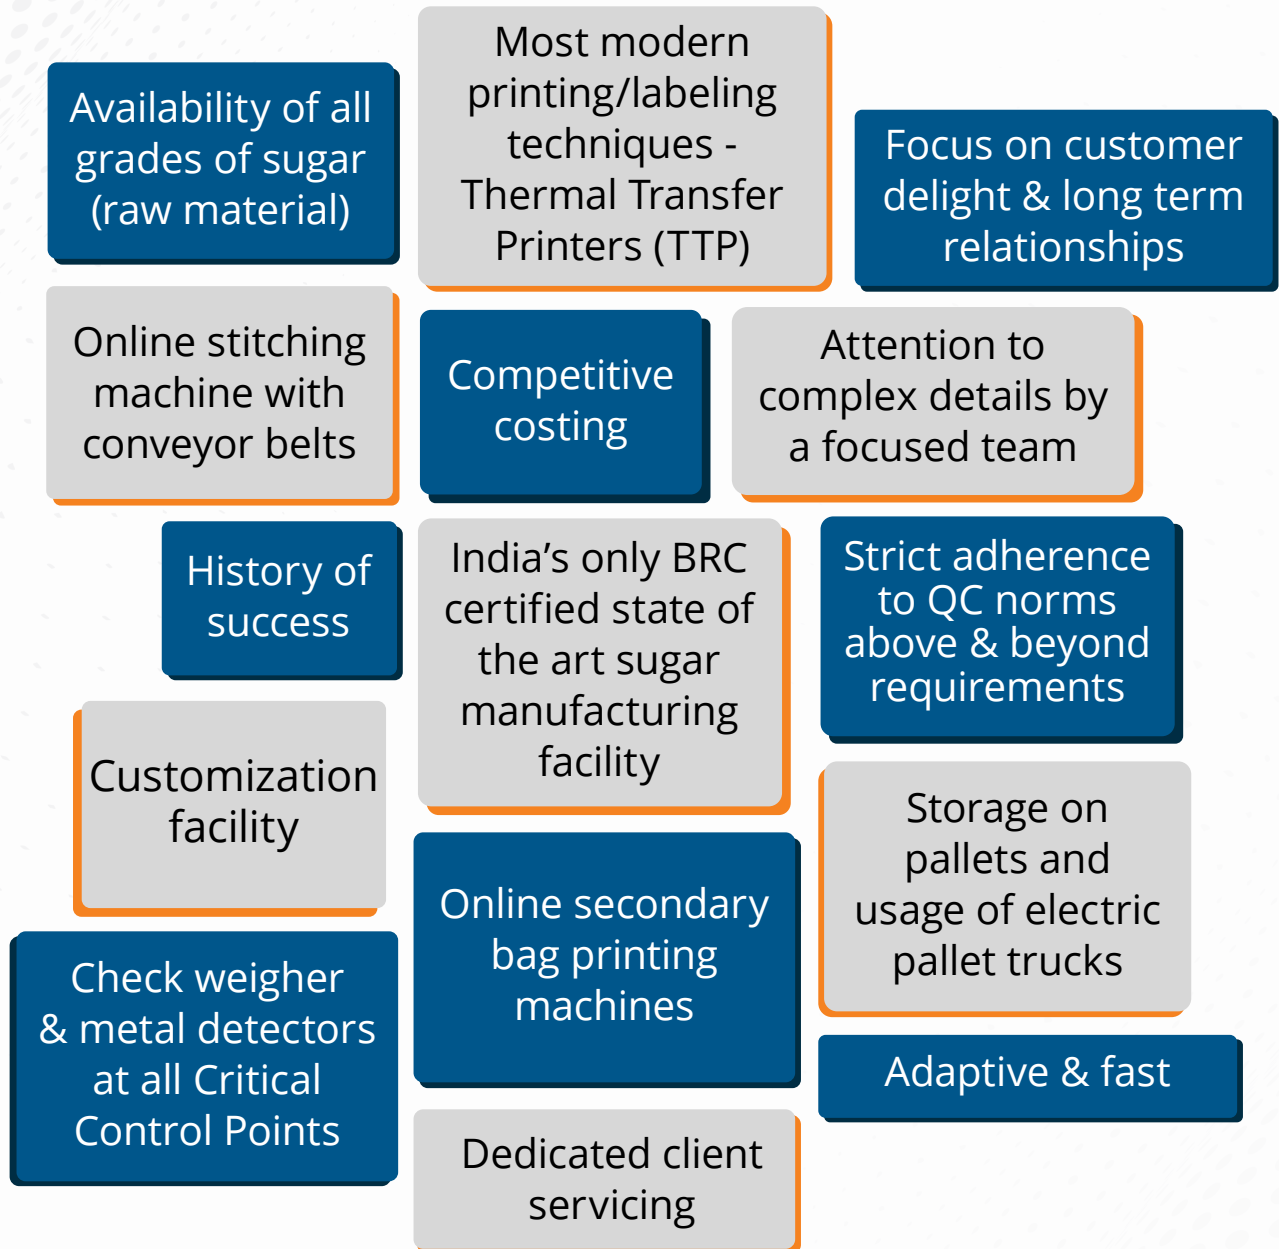 Availability of all
grades of sugar
(raw material)
Most modern
printing/labeling
techniques -
Thermal Transfer
Printers (TTP)
Focus on customer
delight & long term
relationships
Online stitching
machine with
conveyor belts
Competitive
costing
Attention to
complex details by
a focused team
History of
success
India’s only BRC
certified state of
the art sugar
manufacturing
facility
Strict adherence
to QC norms
above & beyond
requirements
Customization
facility
Online secondary
bag printing
machines
Storage on
pallets and
usage of electric
pallet trucks
Check weigher
& metal detectors
at all Critical
Control Points
Adaptive & fast
Dedicated client
servicing